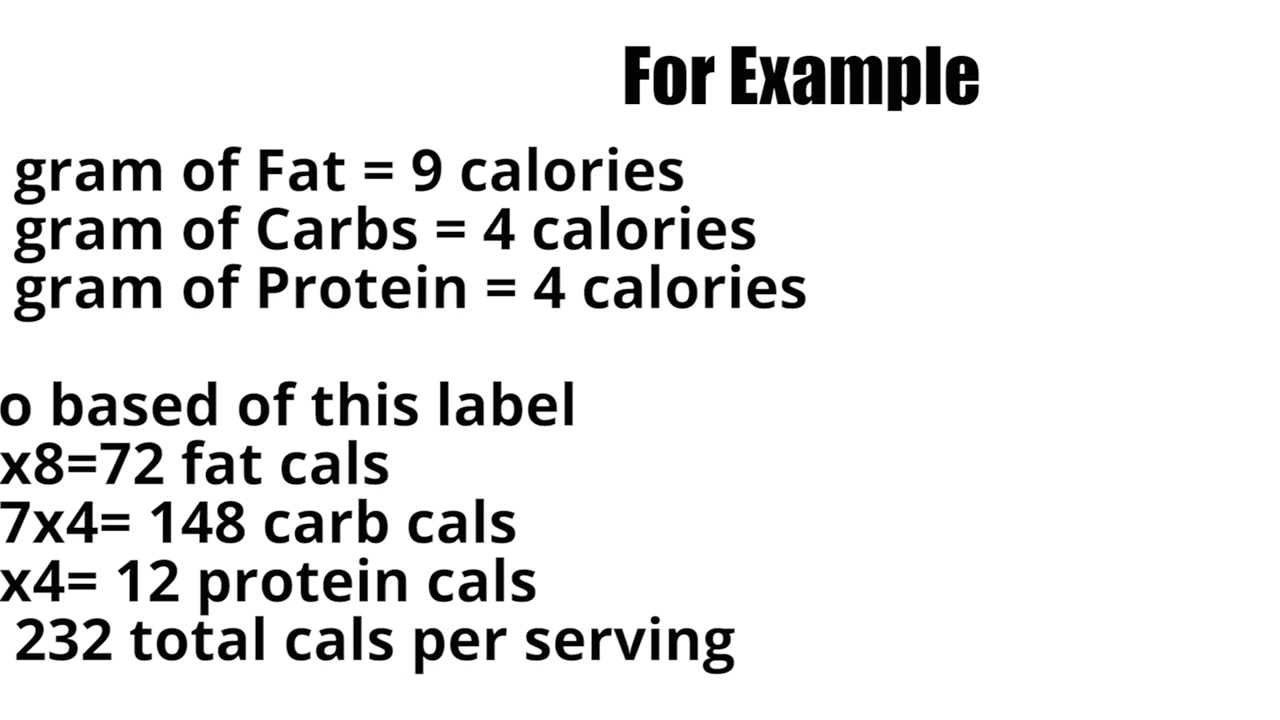 For Example
gram of Fat = 9 calories
gram of Carbs = 4 calories
gram of Protein = 4 calories
o based of this label
x8=72 fat cals
7x4= 148 carb cals
x4= 12 protein cals
232 total cals per serving